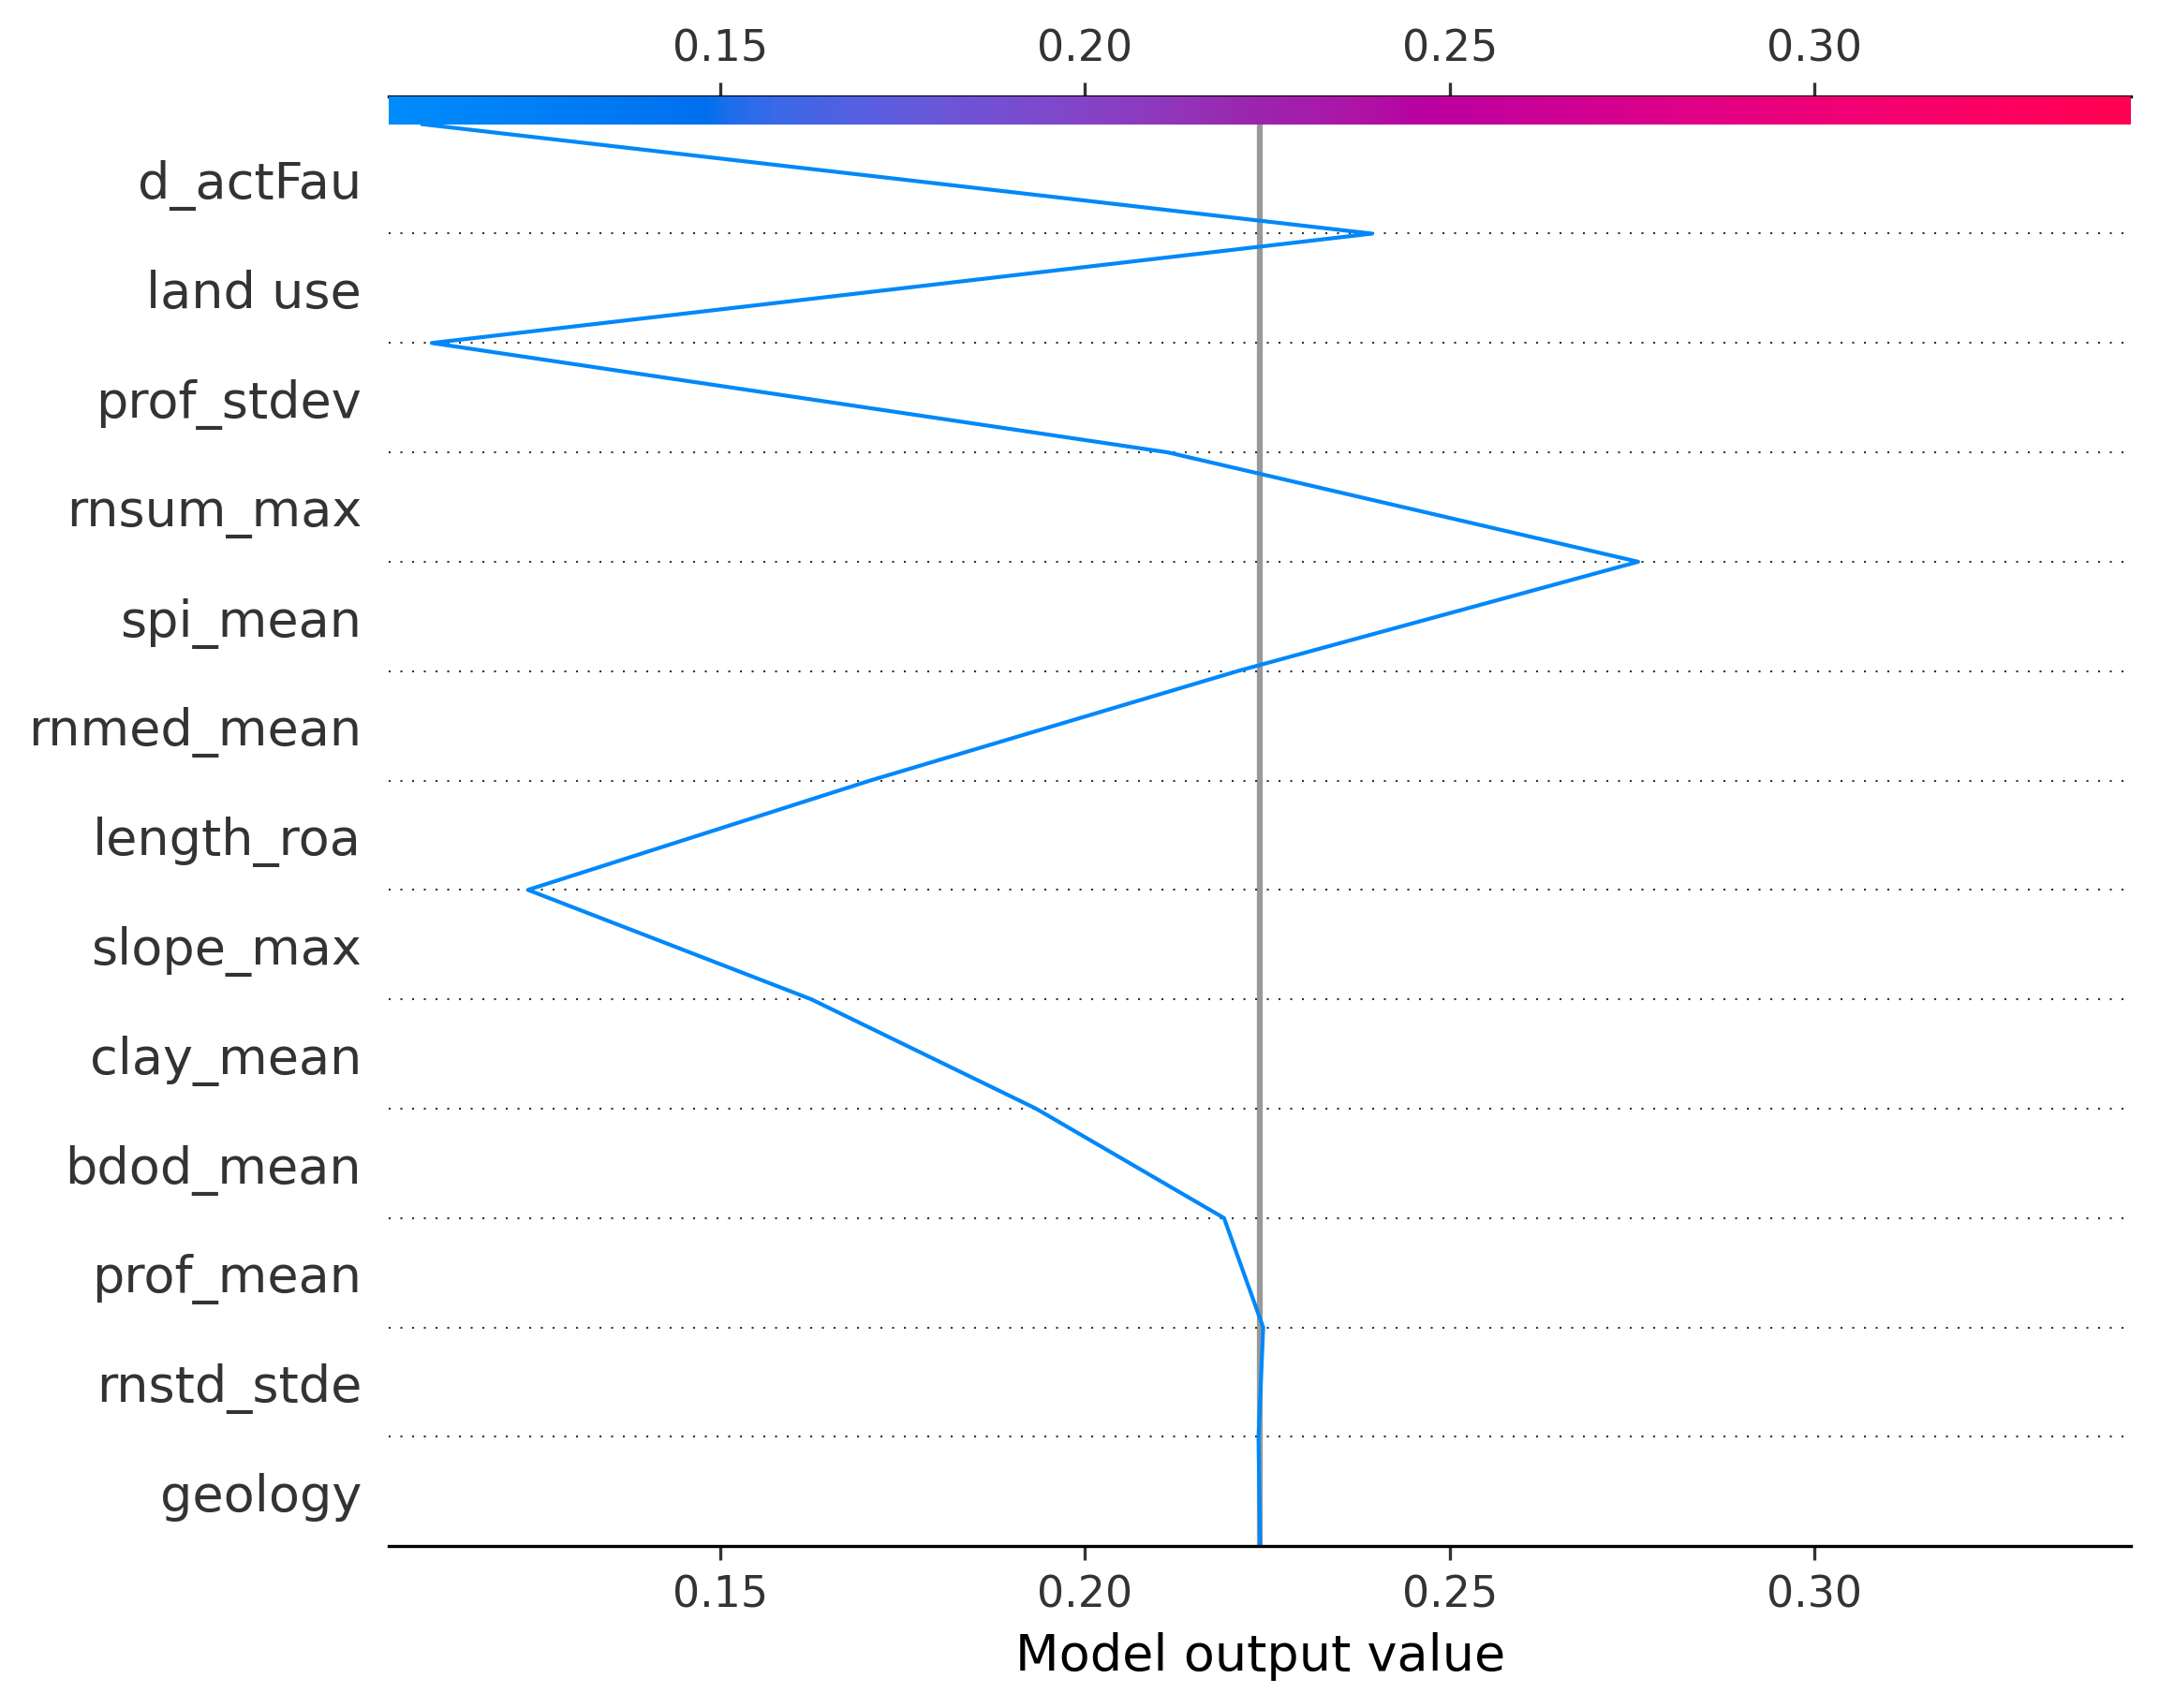 0.15 0.20 0.25 0.30
d_actFau
land use
prof_stdev
rnsum_max
spi_mean
rnmed_mean
length_roa
slope_max
clay_mean
bdod_mean
prof_mean
rnstd_stde
geology
0.15 0.20 0.25 0.30
Model output value